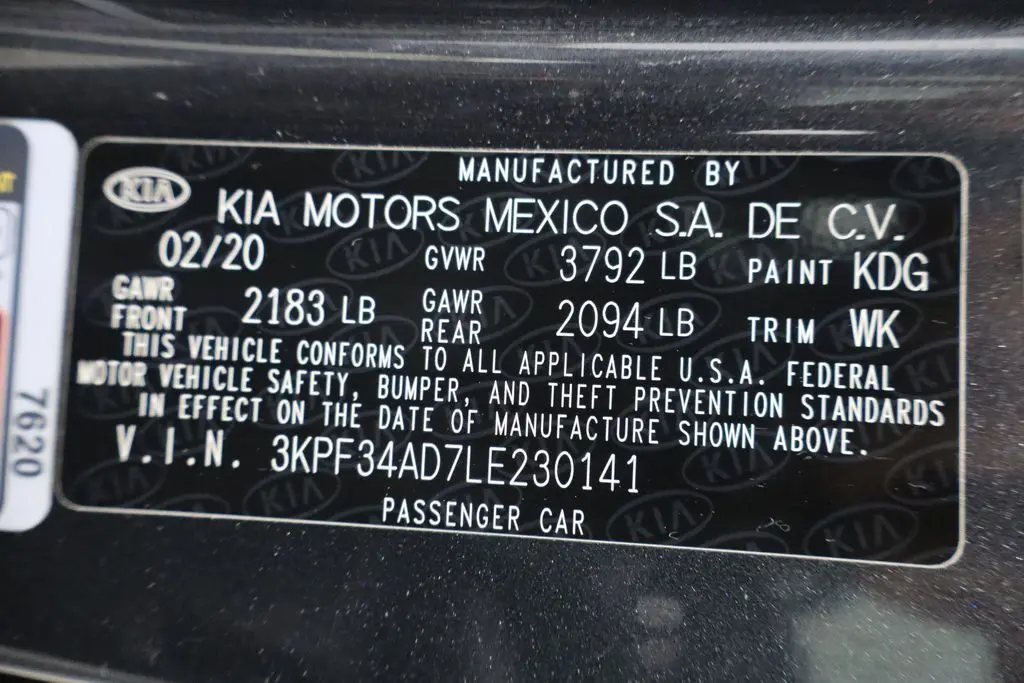 MANUFACTURED BY
KIA
KIA MOTORS MEXICO S.A. DE C.V.
02/20 GVWR 3792 LB PAINT KDG
GAWR FRONT 2183 LB GAWR REAR 2094 LB TRIM WK
THIS VEHICLE CONFORMS TO ALL APPLICABLE U.S.A. FEDERAL
MOTOR VEHICLE SAFETY, BUMPER, AND THEFT PREVENTION STANDARDS
IN EFFECT ON THE DATE OF MANUFACTURE SHOWN ABOVE.
V.I.N. 3KPF34AD7LE230141
PASSENGER CAR
7620